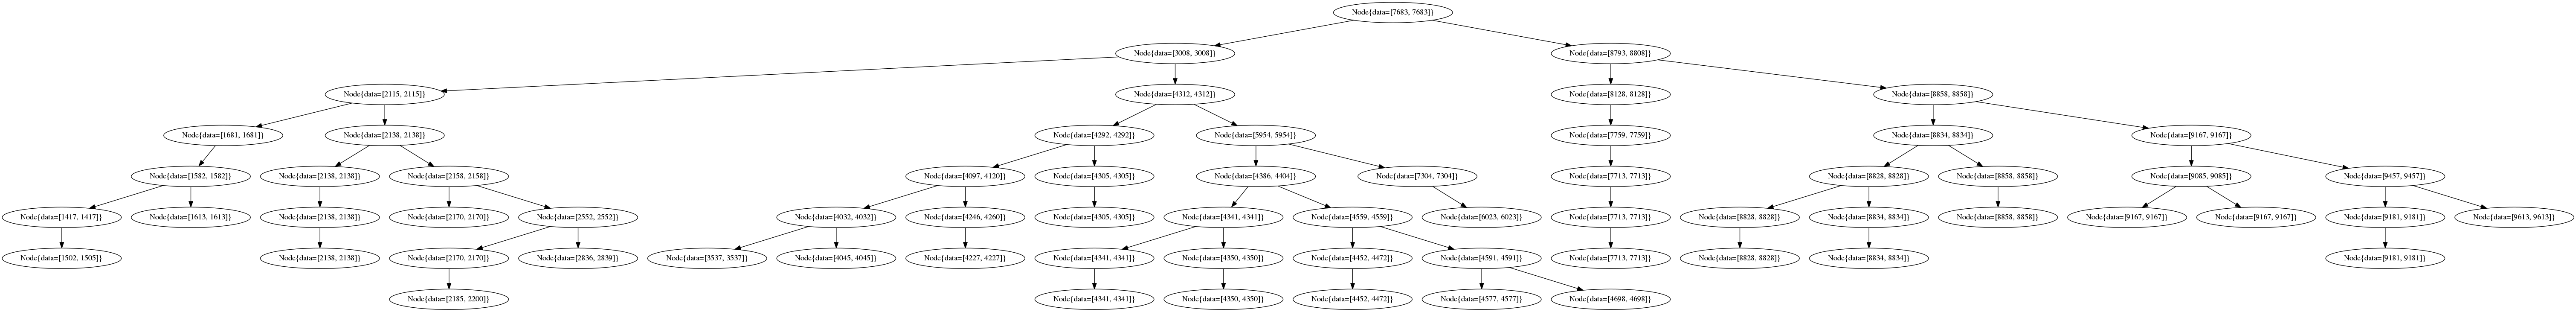 Node{data=[7683, 7683]}
Node{data=[3008, 3008]}
Node{data=[8793, 8808]}
Node{data=[2115, 2115]}
Node{data=[4312, 4312]}
Node{data=[8128, 8128]}
Node{data=[8858, 8858]}
Node{data=[1681, 1681]}
Node{data=[2138, 2138]}
Node{data=[4292, 4292]}
Node{data=[5954, 5954]}
Node{data=[7759, 7759]}
Node{data=[8834, 8834]}
Node{data=[9167, 9167]}
Node{data=[1582, 1582]}
Node{data=[2138, 2138]}
Node{data=[2158, 2158]}
Node{data=[4097, 4120]}
Node{data=[4305, 4305]}
Node{data=[4386, 4404]}
Node{data=[7304, 7304]}
Node{data=[7713, 7713]}
Node{data=[8828, 8828]}
Node{data=[8858, 8858]}
Node{data=[9085, 9085]}
Node{data=[9457, 9457]}
Node{data=[1417, 1417]}
Node{data=[1613, 1613]}
Node{data=[2138, 2138]}
Node{data=[2170, 2170]}
Node{data=[2552, 2552]}
Node{data=[4032, 4032]}
Node{data=[4246, 4260]}
Node{data=[4305, 4305]}
Node{data=[4341, 4341]}
Node{data=[4559, 4559]}
Node{data=[6023, 6023]}
Node{data=[7713, 7713]}
Node{data=[8828, 8828]}
Node{data=[8834, 8834]}
Node{data=[8858, 8858]}
Node{data=[9167, 9167]}
Node{data=[9167, 9167]}
Node{data=[9181, 9181]}
Node{data=[9613, 9613]}
Node{data=[1502, 1505]}
Node{data=[2138, 2138]}
Node{data=[2170, 2170]}
Node{data=[2836, 2839]}
Node{data=[3537, 3537]}
Node{data=[4045, 4045]}
Node{data=[4227, 4227]}
Node{data=[4341, 4341]}
Node{data=[4350, 4350]}
Node{data=[4452, 4472]}
Node{data=[4591, 4591]}
Node{data=[7713, 7713]}
Node{data=[8828, 8828]}
Node{data=[8834, 8834]}
Node{data=[9181, 9181]}
Node{data=[2185, 2200]}
Node{data=[4341, 4341]}
Node{data=[4350, 4350]}
Node{data=[4452, 4472]}
Node{data=[4577, 4577]}
Node{data=[4698, 4698]}